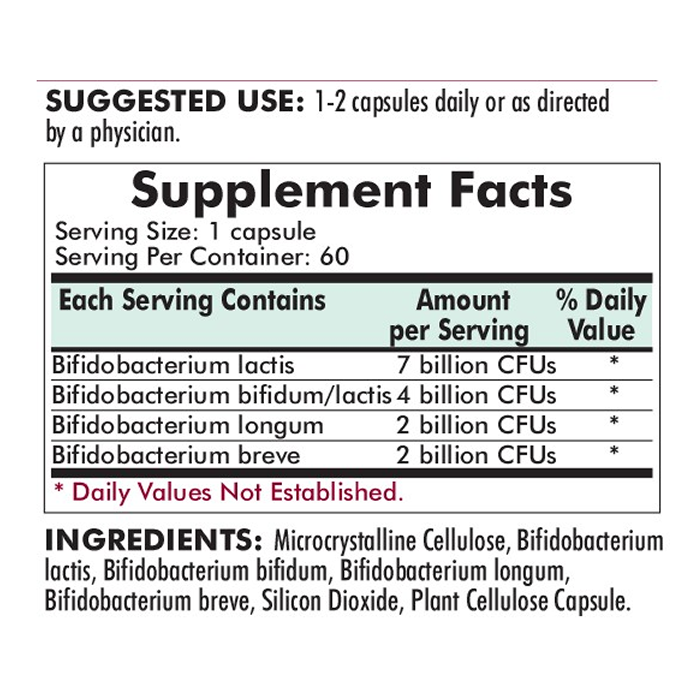 SUGGESTED USE: 1-2 capsules daily or as directed
by a physician.
Supplement Facts
Serving Size: 1 capsule
Serving Per Container: 60
Each Serving Contains Amount per Serving % Daily Value
Bifidobacterium lactis 7 billion CFUs *
Bifidobacterium bifidum/lactis 4 billion CFUs *
Bifidobacterium longum 2 billion CFUs *
Bifidobacterium breve 2 billion CFUs *
* Daily Values Not Established.
INGREDIENTS: Microcrystalline Cellulose, Bifidobacterium
lactis, Bifidobacterium bifidum, Bifidobacterium longum,
Bifidobacterium breve, Silicon Dioxide, Plant Cellulose Capsule.